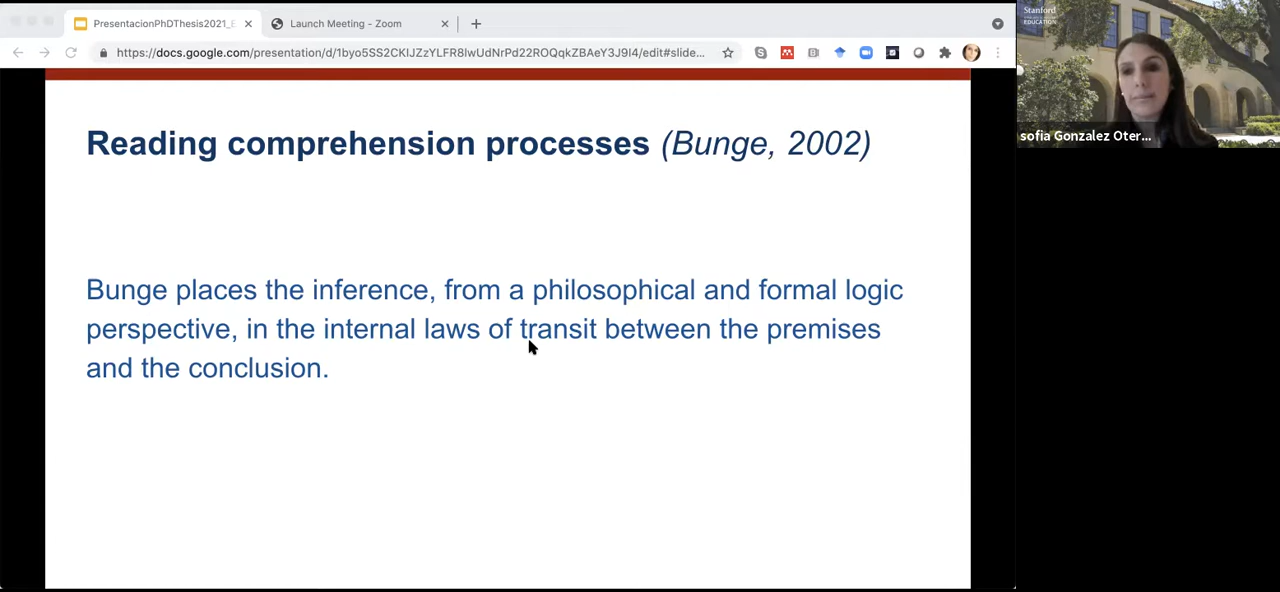 PresentacionPhDThesis2021_E
Launch Meeting - Zoom
https://docs.google.com/presentation/d/1byo5SS2CKIJZzYLFR8lwUdNrPd22ROQqkZBAeY3J9I4/edit#slide...
Stanford
EDUCATION
sofia Gonzalez Oter...
Reading comprehension processes (Bunge, 2002)
Bunge places the inference, from a philosophical and formal logic
perspective, in the internal laws of transit between the premises
and the conclusion.